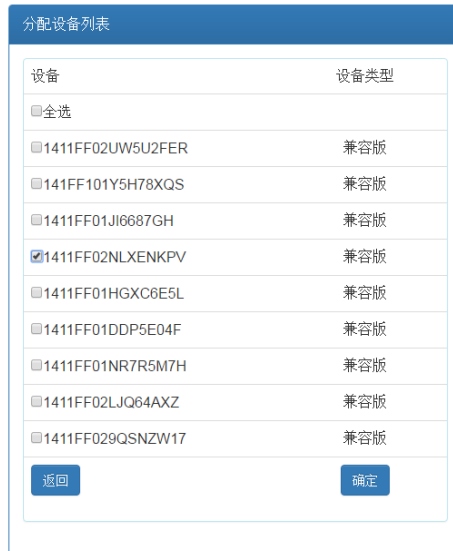 分配设备列表
设备 设备类型
全选
1411FF02UW5U2FER 兼容版
141FF101Y5H78XQS 兼容版
1411FF01JI6687GH 兼容版
1411FF02NLXENKPV 兼容版
1411FF01HGXC6E5L 兼容版
1411FF01DDP5E04F 兼容版
1411FF01NR7R5M7H 兼容版
1411FF02LJQ64AXZ 兼容版
1411FF029QSNZW17 兼容版
返回 确定